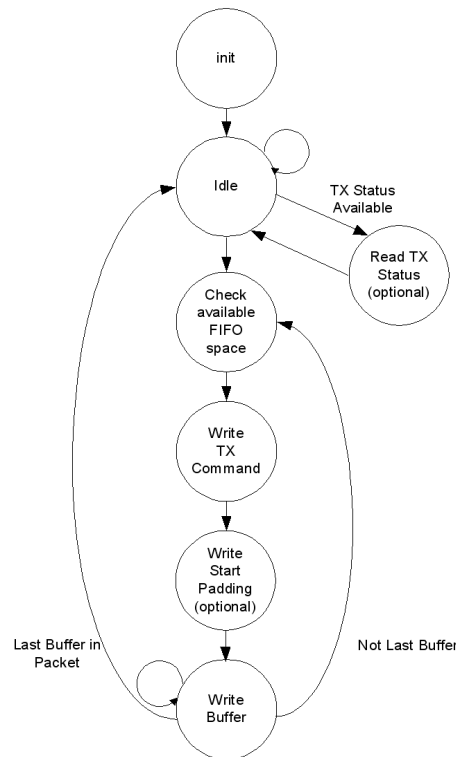 init
Idle
TX Status
Available
Read TX
Status
(optional)
Check
available
FIFO
space
Write
TX
Command
Write
Start
Padding
(optional)
Last Buffer in
Packet
Not Last Buffer
Write
Buffer